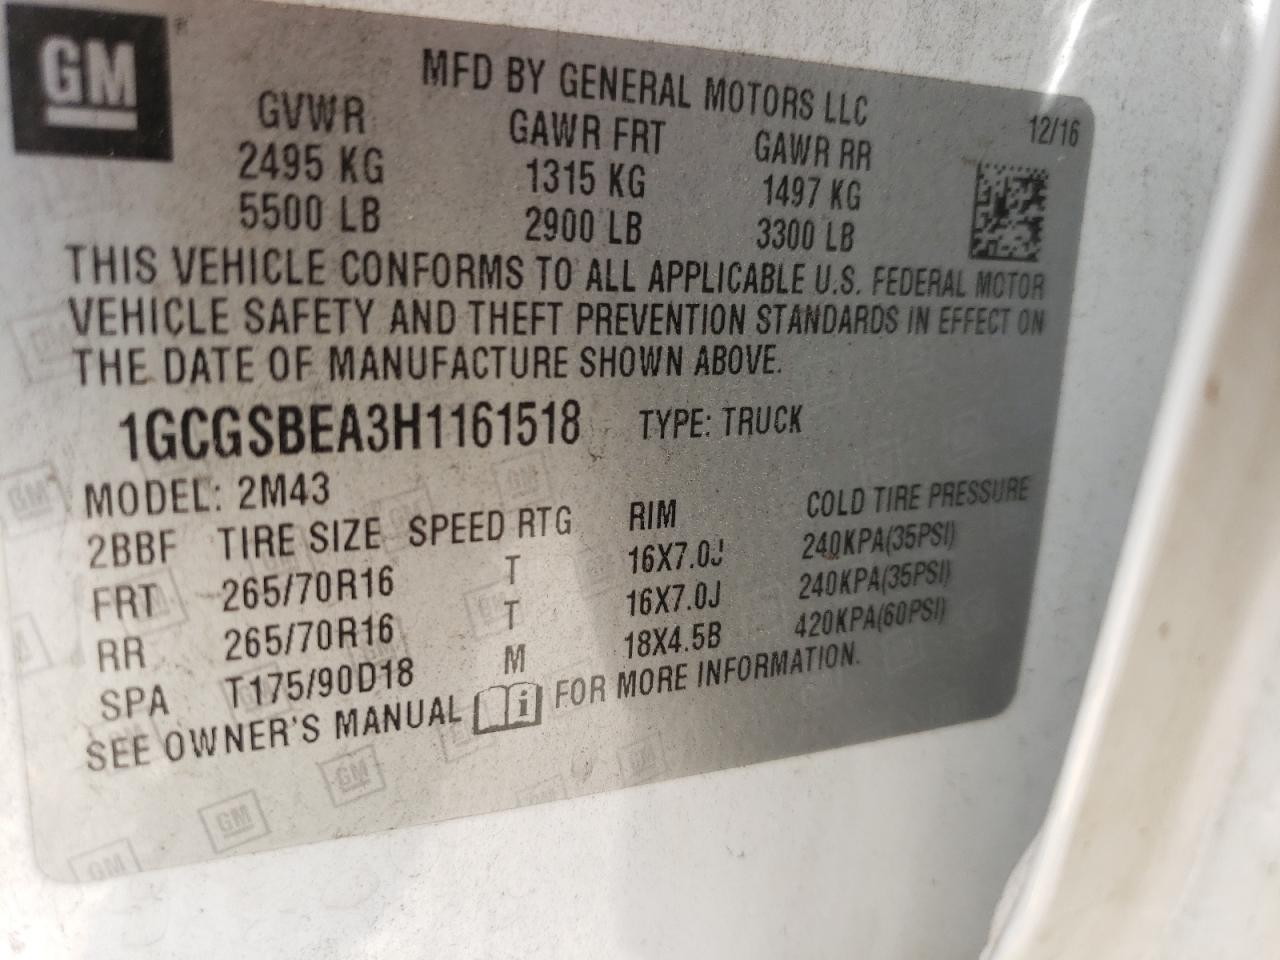 GM
MFD BY GENERAL MOTORS LLC
12/16
GVWR GAWR FRT GAWR RR
2495 KG 1315 KG 1497 KG
5500 LB 2900 LB 3300 LB
THIS VEHICLE CONFORMS TO ALL APPLICABLE U.S. FEDERAL MOTOR
VEHICLE SAFETY AND THEFT PREVENTION STANDARDS IN EFFECT ON
THE DATE OF MANUFACTURE SHOWN ABOVE.
1GCGSBEA3H1161518 TYPE: TRUCK
MODEL: 2M43
2BBF TIRE SIZE SPEED RTG RIM COLD TIRE PRESSURE
FRT 265/70R16 T 16X7.0J 240KPA(35PSI)
RR 265/70R16 T 16X7.0J 240KPA(35PSI)
SPA T175/90D18 M 18X4.5B 420KPA(60PSI)
SEE OWNER'S MANUAL i FOR MORE INFORMATION.